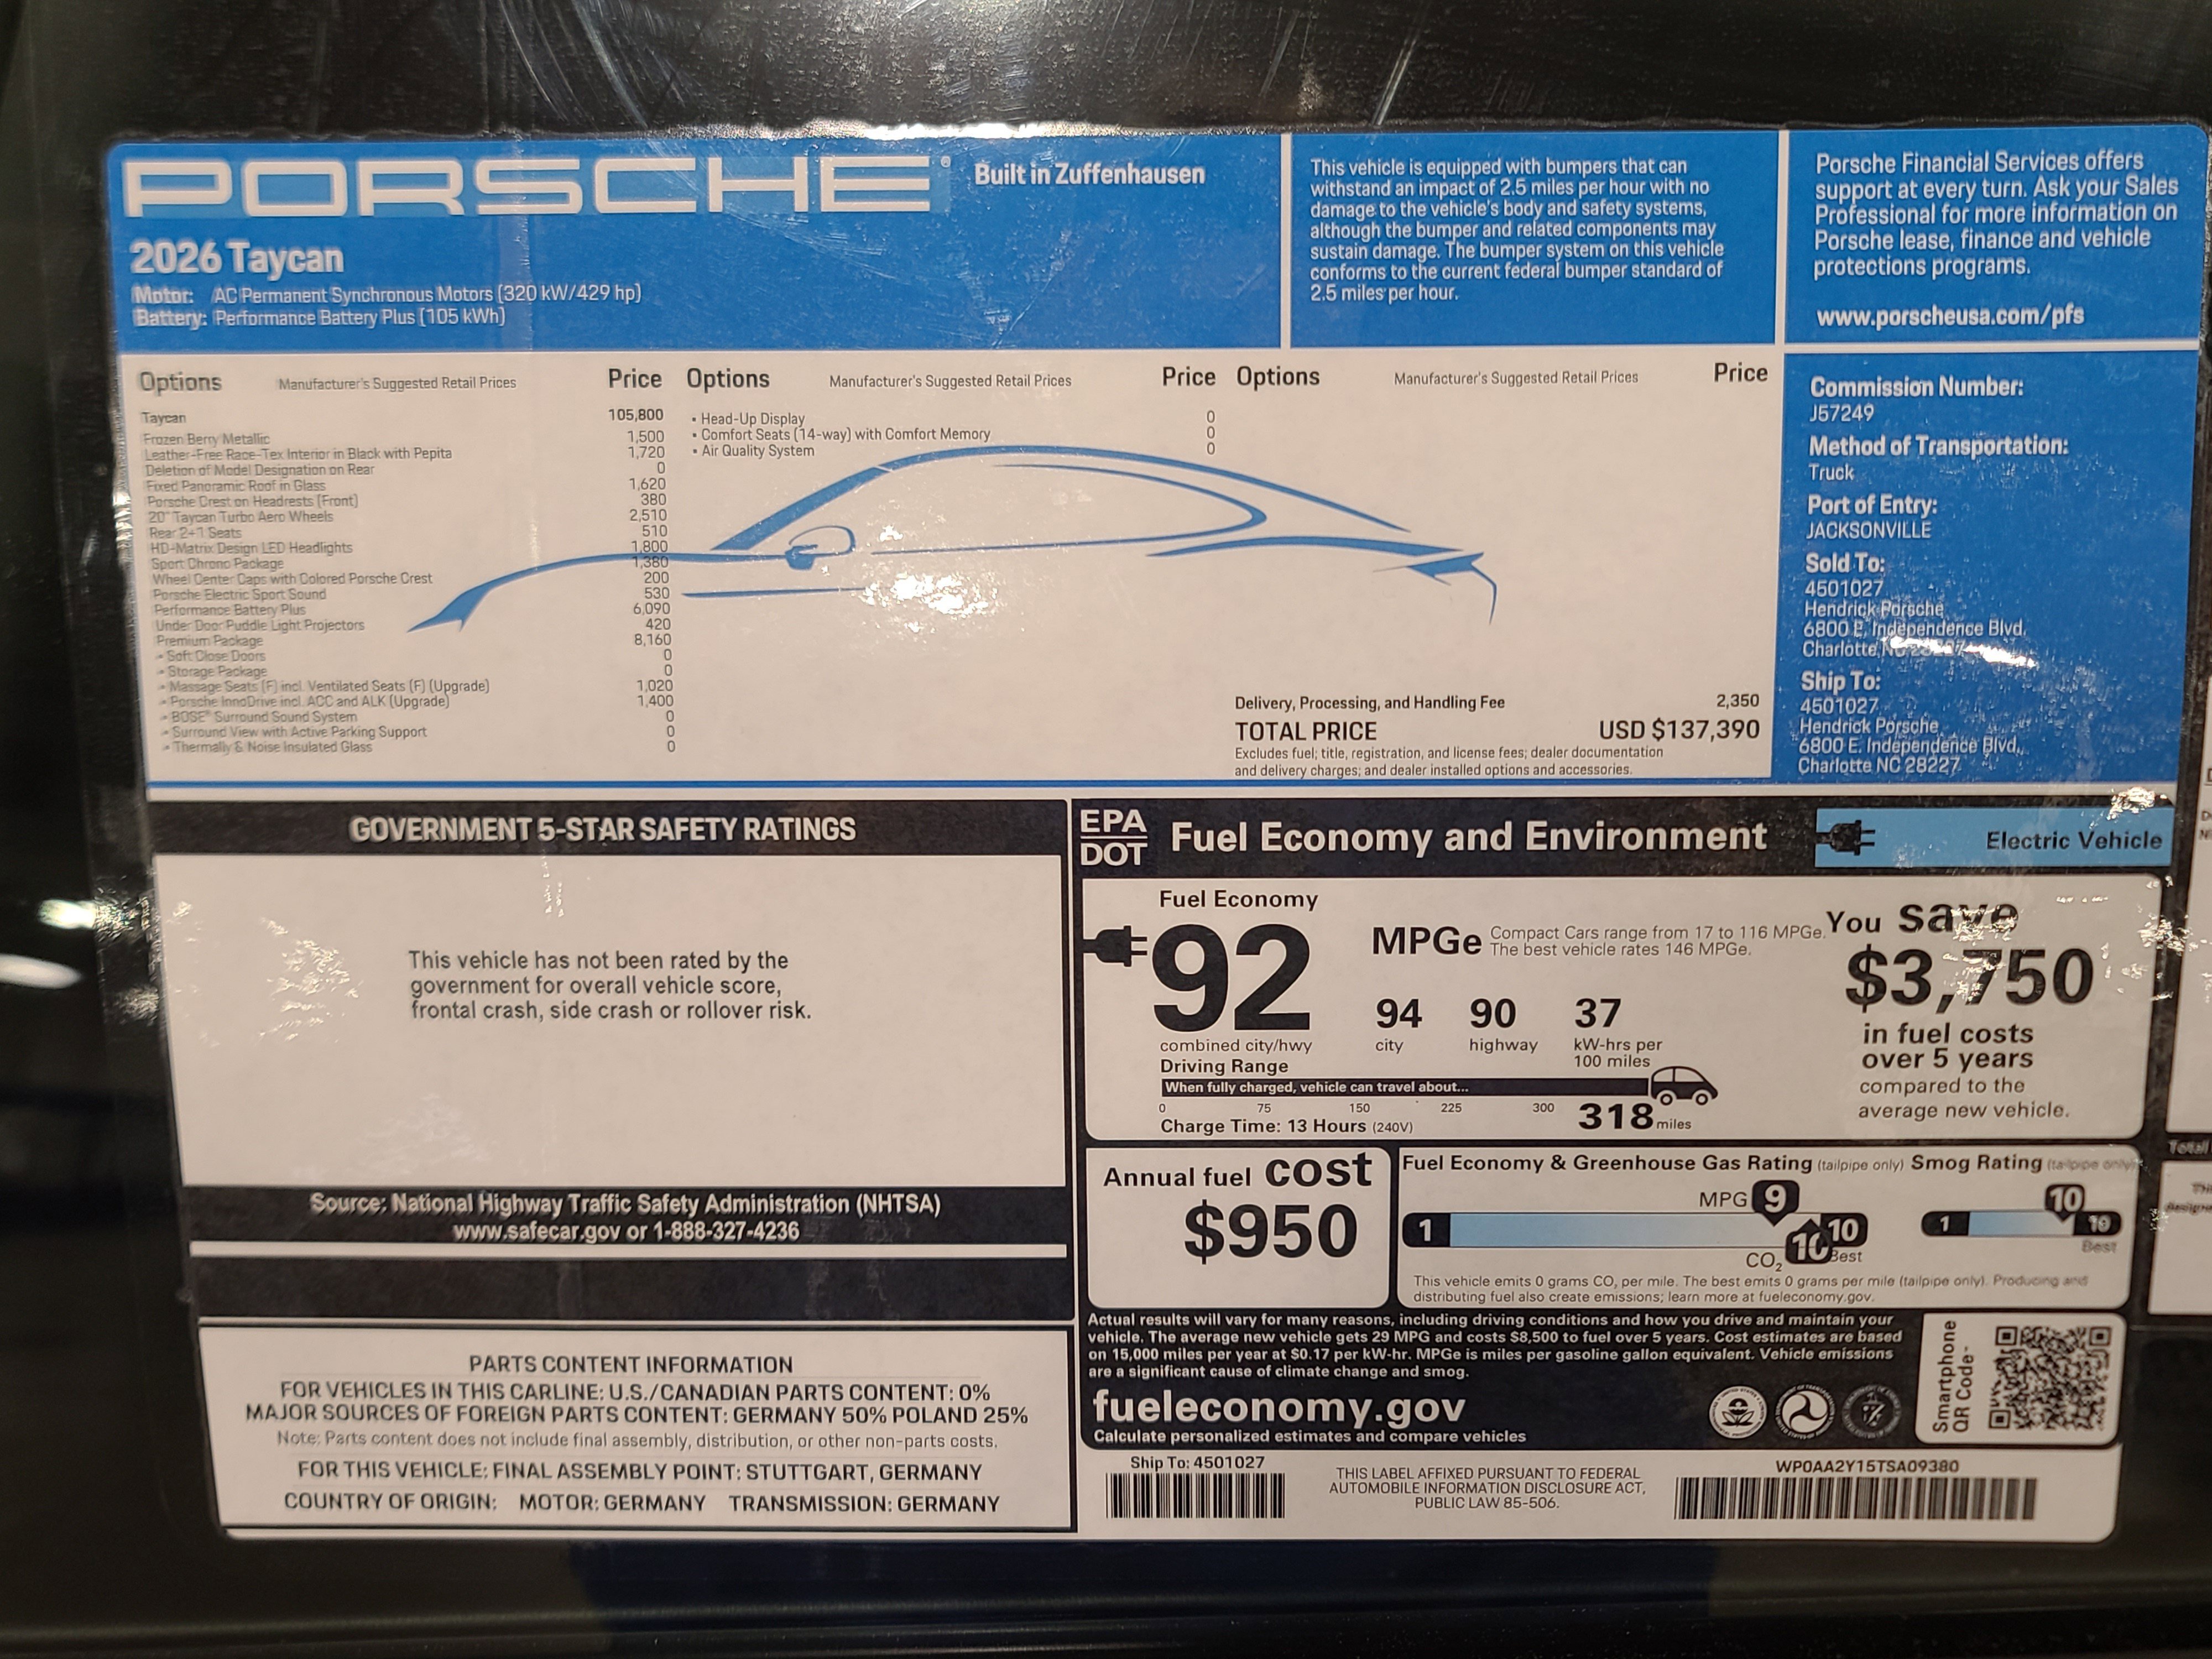 PORSCHE® Built in Zuffenhausen
2026 Taycan
Motor: AC Permanent Synchronous Motors (320 kW/429 hp)
Battery: Performance Battery Plus (105 kWh)
This vehicle is equipped with bumpers that can
withstand an impact of 2.5 miles per hour with no
damage to the vehicle's body and safety systems,
although the bumper and related components may
sustain damage. The bumper system on this vehicle
conforms to the current federal bumper standard of
2.5 miles per hour.
Porsche Financial Services offers
support at every turn. Ask your Sales
Professional for more information on
Porsche lease, finance and vehicle
protections programs.
www.porscheusa.com/pfs
Options Manufacturer's Suggested Retail Prices Price
Taycan 105,800
Frozen Berry Metallic 1,500
Leather-Free Race-Tex Interior in Black with Pepita 1,720
Deletion of Model Designation on Rear 0
Fixed Panoramic Roof in Glass 1,620
Porsche Crest on Headrests (Front) 380
20" Taycan Turbo Aero Wheels 2,510
Rear 2+1 Seats 510
HD-Matrix Design LED Headlights 1,800
Sport Chrono Package 1,380
Wheel Center Caps with Colored Porsche Crest 200
Porsche Electric Sport Sound 530
Performance Battery Plus 6,090
Under Door Puddle Light Projectors 420
Premium Package 8,160
• Soft Close Doors 0
• Storage Package 0
• Massage Seats (F) incl. Ventilated Seats (F) (Upgrade) 1,020
• Porsche InnoDrive incl. ACC and ALK (Upgrade) 1,400
• BOSE® Surround Sound System 0
• Surround View with Active Parking Support 0
• Thermally & Noise Insulated Glass 0
Options Manufacturer's Suggested Retail Prices Price
• Head-Up Display 0
• Comfort Seats (14-way) with Comfort Memory 0
• Air Quality System 0
Options Manufacturer's Suggested Retail Prices Price
Delivery, Processing, and Handling Fee 2,350
TOTAL PRICE USD $137,390
Excludes fuel; title, registration, and license fees; dealer documentation
and delivery charges; and dealer installed options and accessories.
Commission Number:
J57249
Method of Transportation:
Truck
Port of Entry:
JACKSONVILLE
Sold To:
4501027
Hendrick Porsche
6800 E. Independence Blvd.
Charlotte
Ship To:
4501027
Hendrick Porsche
6800 E. Independence Blvd.
Charlotte NC 28227
GOVERNMENT 5-STAR SAFETY RATINGS
This vehicle has not been rated by the
government for overall vehicle score,
frontal crash, side crash or rollover risk.
Source: National Highway Traffic Safety Administration (NHTSA)
www.safecar.gov or 1-888-327-4236
PARTS CONTENT INFORMATION
FOR VEHICLES IN THIS CARLINE: U.S./CANADIAN PARTS CONTENT: 0%
MAJOR SOURCES OF FOREIGN PARTS CONTENT: GERMANY 50% POLAND 25%
Note: Parts content does not include final assembly, distribution, or other non-parts costs.
FOR THIS VEHICLE: FINAL ASSEMBLY POINT: STUTTGART, GERMANY
COUNTRY OF ORIGIN: MOTOR: GERMANY TRANSMISSION: GERMANY
EPA
DOT
Fuel Economy and Environment
Electric Vehicle
Fuel Economy
92 MPGe
Compact Cars range from 17 to 116 MPGe.
The best vehicle rates 146 MPGe.
combined city/hwy
94 city
90 highway
37 kW-hrs per
100 miles
Driving Range
When fully charged, vehicle can travel about...
0 75 150 225 300 318 miles
Charge Time: 13 Hours (240V)
You save
$3,750
in fuel costs
over 5 years
compared to the
average new vehicle.
Annual fuel cost
$950
Fuel Economy & Greenhouse Gas Rating (tailpipe only)
MPG 9
1 10
CO2 10 Best
Smog Rating (tailpipe only)
10
1 10
Best
This vehicle emits 0 grams CO2 per mile. The best emits 0 grams per mile (tailpipe only). Producing and
distributing fuel also create emissions; learn more at fueleconomy.gov.
Actual results will vary for many reasons, including driving conditions and how you drive and maintain your
vehicle. The average new vehicle gets 29 MPG and costs $8,500 to fuel over 5 years. Cost estimates are based
on 15,000 miles per year at $0.17 per kW-hr. MPGe is miles per gasoline gallon equivalent. Vehicle emissions
are a significant cause of climate change and smog.
fueleconomy.gov
Calculate personalized estimates and compare vehicles
Smartphone
QR Code-
Ship To: 4501027
THIS LABEL AFFIXED PURSUANT TO FEDERAL
AUTOMOBILE INFORMATION DISCLOSURE ACT,
PUBLIC LAW 85-506.
WP0AA2Y15TSA09380
Total